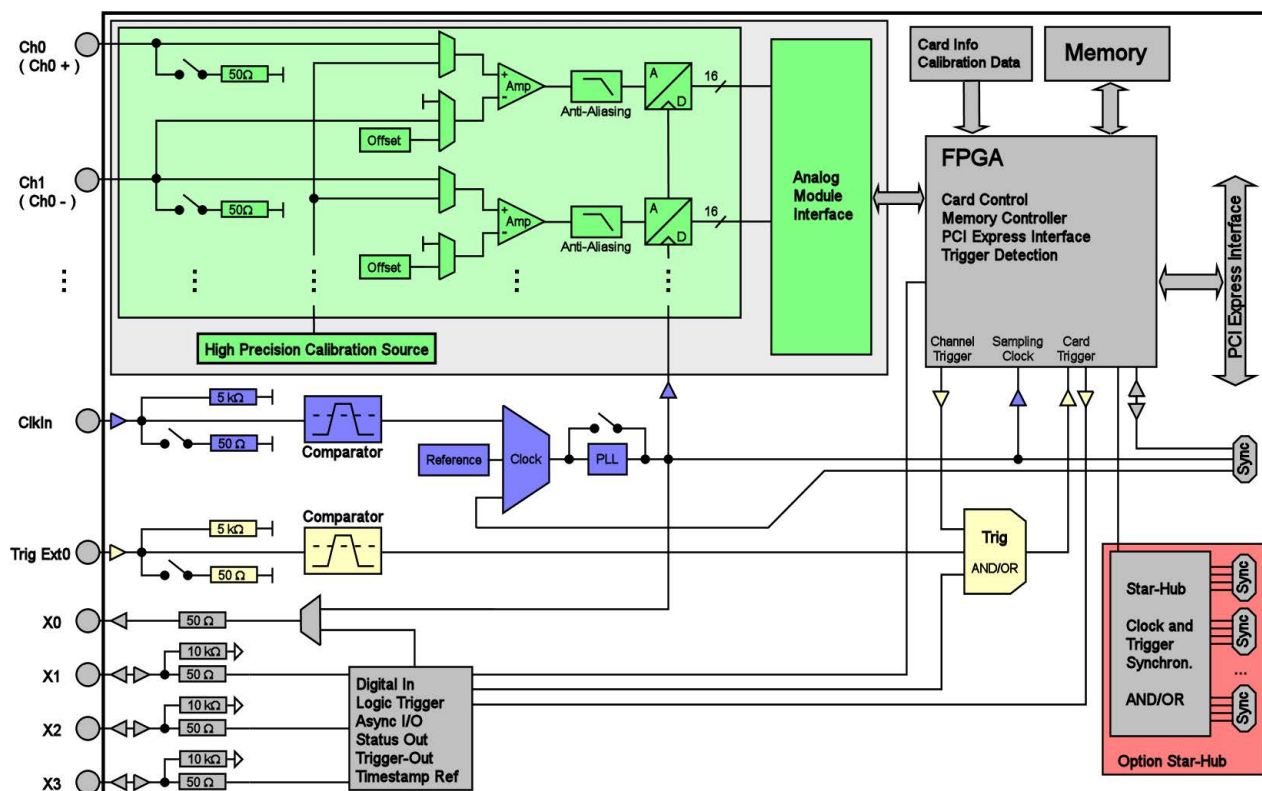 Ch0
( Ch0 + )
50Ω
+
-
Amp
Offset
Anti-Aliasing
A
D
16
Ch1
( Ch0 - )
50Ω
+
-
Amp
Offset
Anti-Aliasing
A
D
16
High Precision Calibration Source
Analog
Module
Interface
Card Info
Calibration Data
Memory
FPGA
Card Control
Memory Controller
PCI Express Interface
Trigger Detection
Channel
Trigger
Sampling
Clock
Card
Trigger
PCI Express Interface
ClkIn
5 kΩ
50 Ω
Comparator
Reference
Clock
PLL
Sync
Trig Ext0
5 kΩ
50 Ω
Comparator
Trig
AND/OR
X0
50 Ω
X1
10 kΩ
50 Ω
X2
10 kΩ
50 Ω
X3
10 kΩ
50 Ω
Digital In
Logic Trigger
Async I/O
Status Out
Trigger-Out
Timestamp Ref
Star-Hub
Clock and
Trigger
Synchron.
AND/OR
Sync
Sync
...
Sync
Option Star-Hub